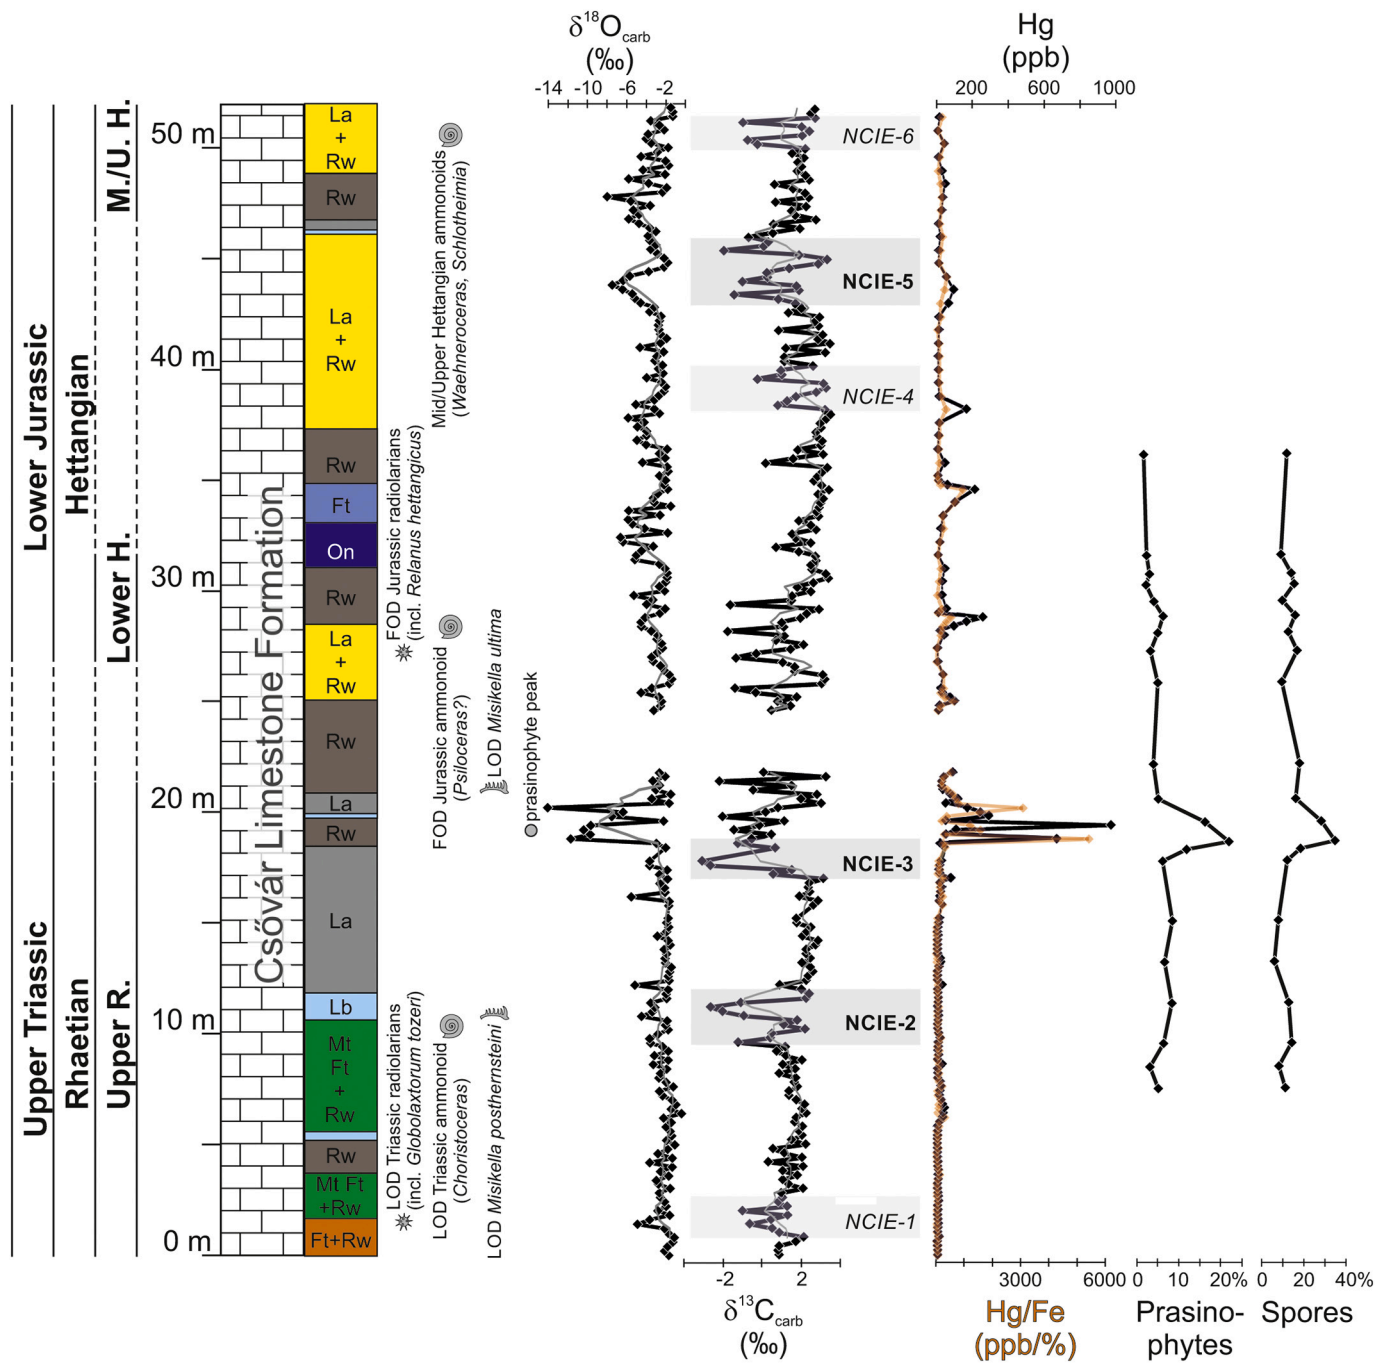 δ18Ocarb
(‰)
-14 -10 -6 -2
Hg
(ppb)
200 600 1000
Lower Jurassic
Upper Triassic
Hettangian
Rhaetian
M./U. H.
Lower H.
Upper R.
50 m
40 m
30 m
20 m
10 m
0 m
Csővár Limestone Formation
La
+
Rw
Rw
La
+
Rw
Rw
Ft
On
Rw
La
+
Rw
Rw
La
Rw
La
Lb
Mt
Ft
+
Rw
Rw
Mt Ft
+Rw
Ft+Rw
Mid/Upper Hettangian ammonoids
(Waehneroceras, Schlotheimia)
FOD Jurassic radiolarians
(incl. Relanus hettangicus)
FOD Jurassic ammonoid
(Psiloceras?)
LOD Misikella ultima
prasinophyte peak
LOD Triassic radiolarians
(incl. Globolaxtorum tozeri)
LOD Triassic ammonoid
(Choristoceras)
LOD Misikella posthernsteini
NCIE-6
NCIE-5
NCIE-4
NCIE-3
NCIE-2
NCIE-1
-2 2
δ13Ccarb
(‰)
3000 6000
Hg/Fe
(ppb/%)
0 10 20%
Prasino-
phytes
0 20 40%
Spores